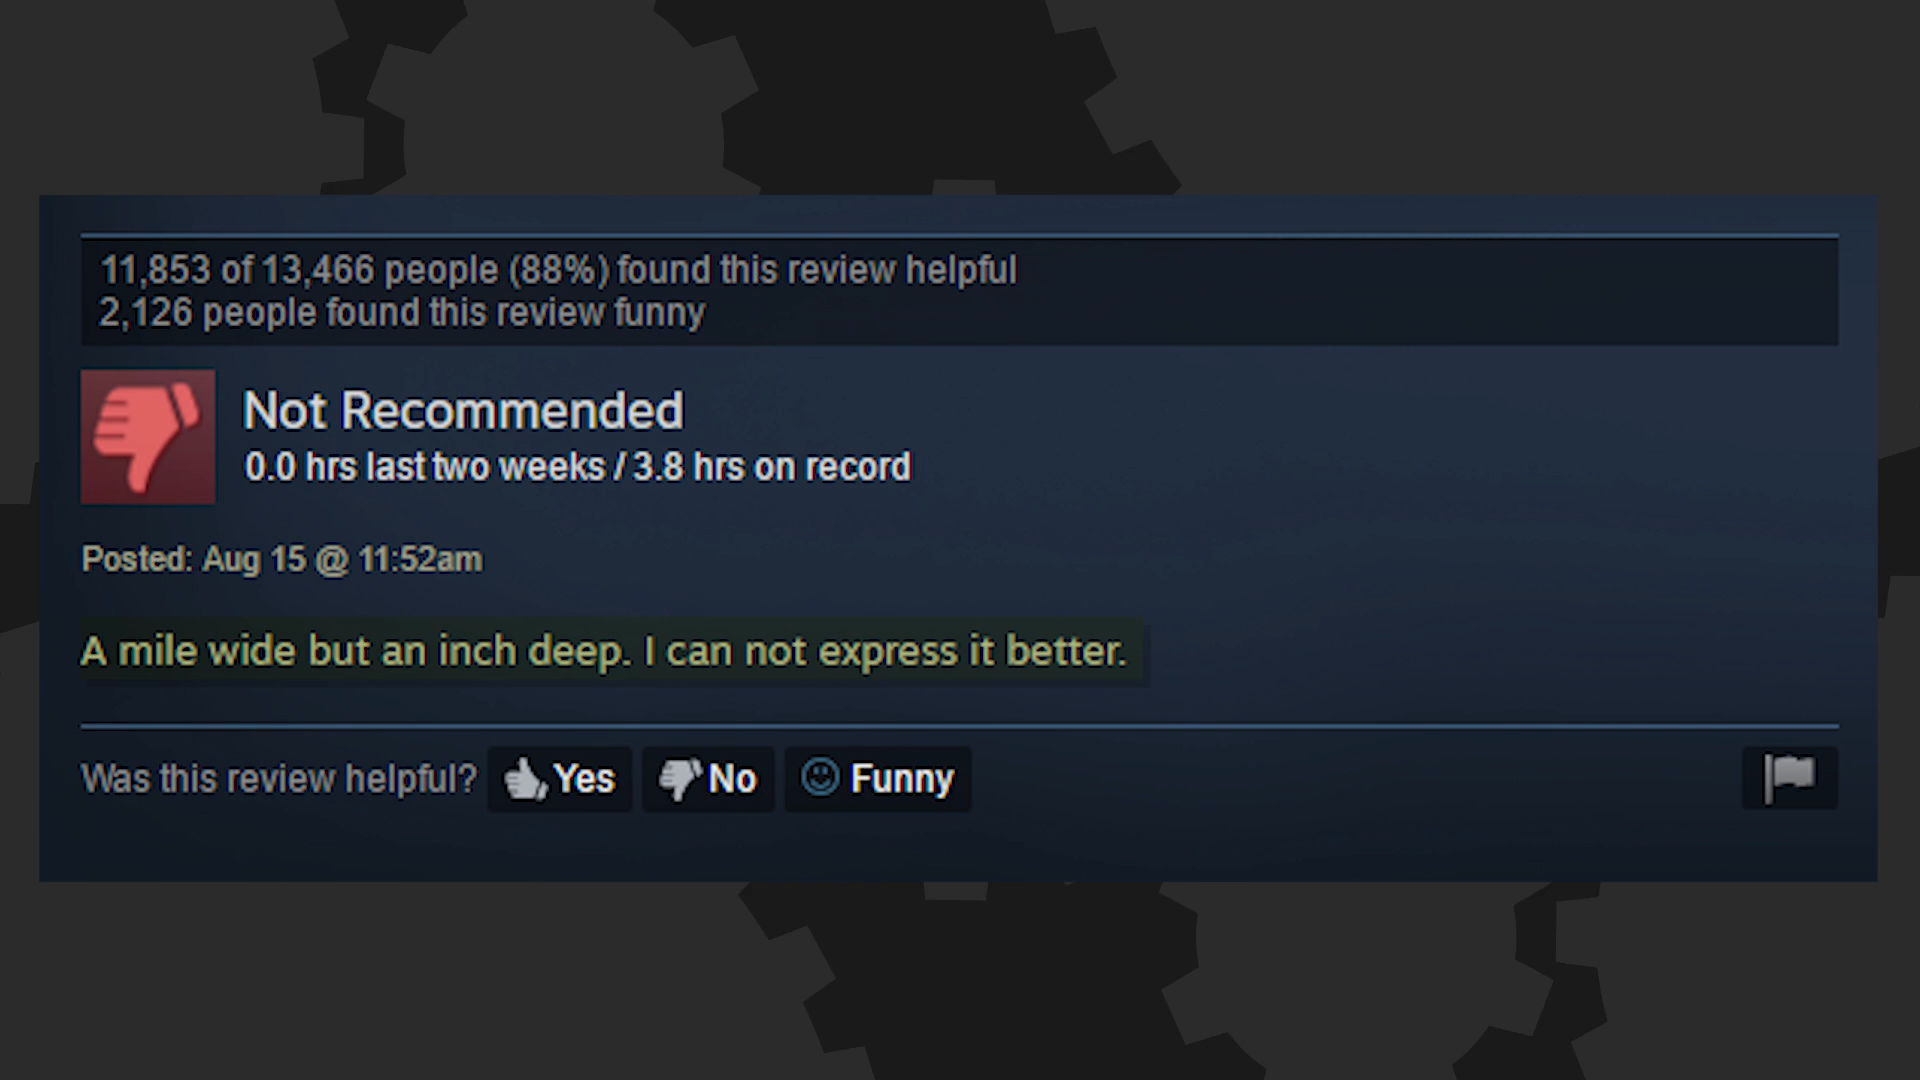 11,853 of 13,466 people (88%) found this review helpful
2,126 people found this review funny
Not Recommended
0.0 hrs last two weeks / 3.8 hrs on record
Posted: Aug 15 @ 11:52am
A mile wide but an inch deep. I can not express it better.
Was this review helpful? Yes No Funny